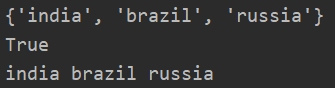 {'india', 'brazil', 'russia'}
True
india brazil russia